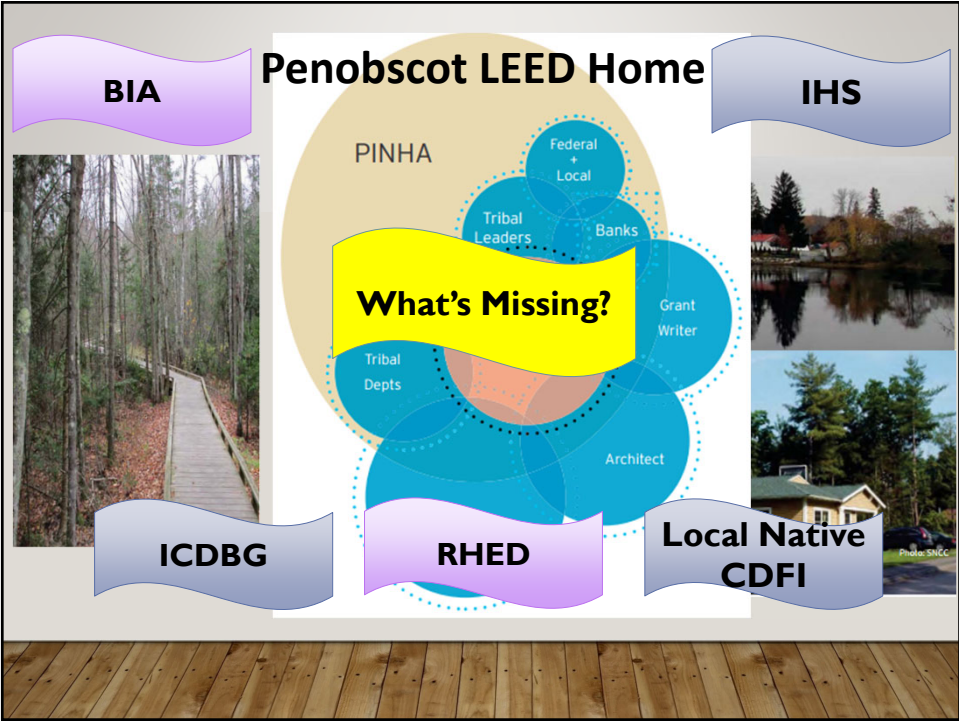 Penobscot LEED Home
BIA
IHS
PINHA
Federal
+
Local
Tribal
Leaders
Banks
What's Missing?
Grant
Writer
Tribal
Depts
Architect
ICDBG
RHED
Local Native
CDFI
Photo: SNCC